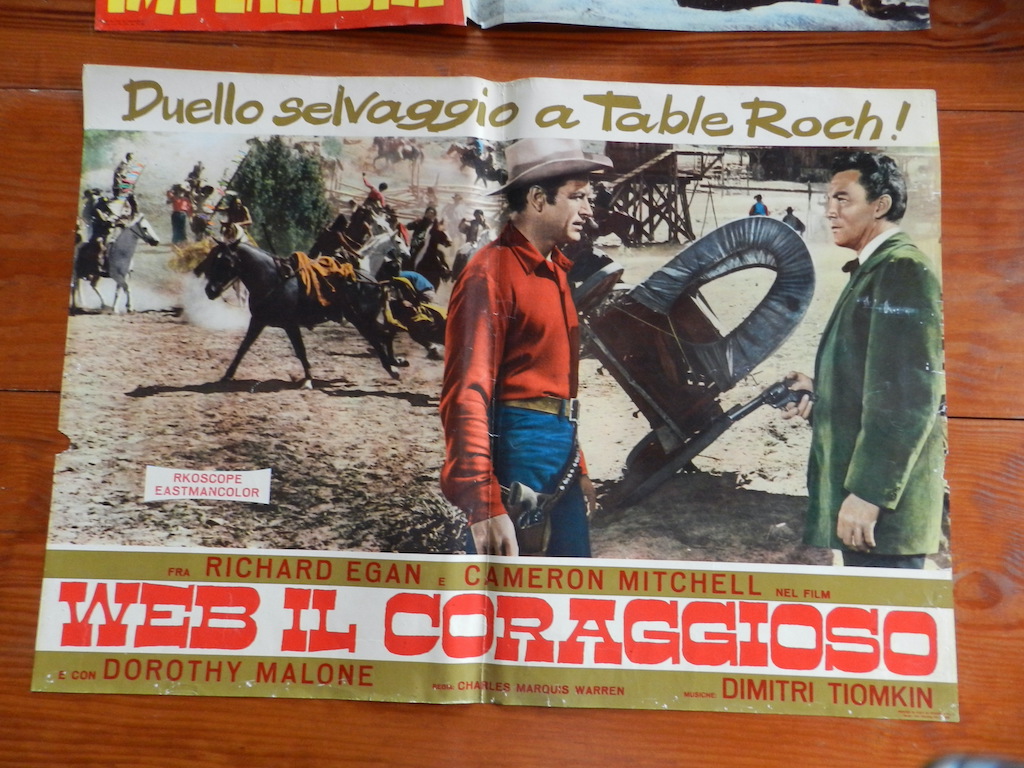 Duello selvaggio a Table Roch!
RKOSCOPE
EASTMANCOLOR
FRA RICHARD EGAN E CAMERON MITCHELL NEL FILM
WEB IL CORAGGIOSO
E CON DOROTHY MALONE REGIA: CHARLES MARQUIS WARREN MUSICHE: DIMITRI TIOMKIN